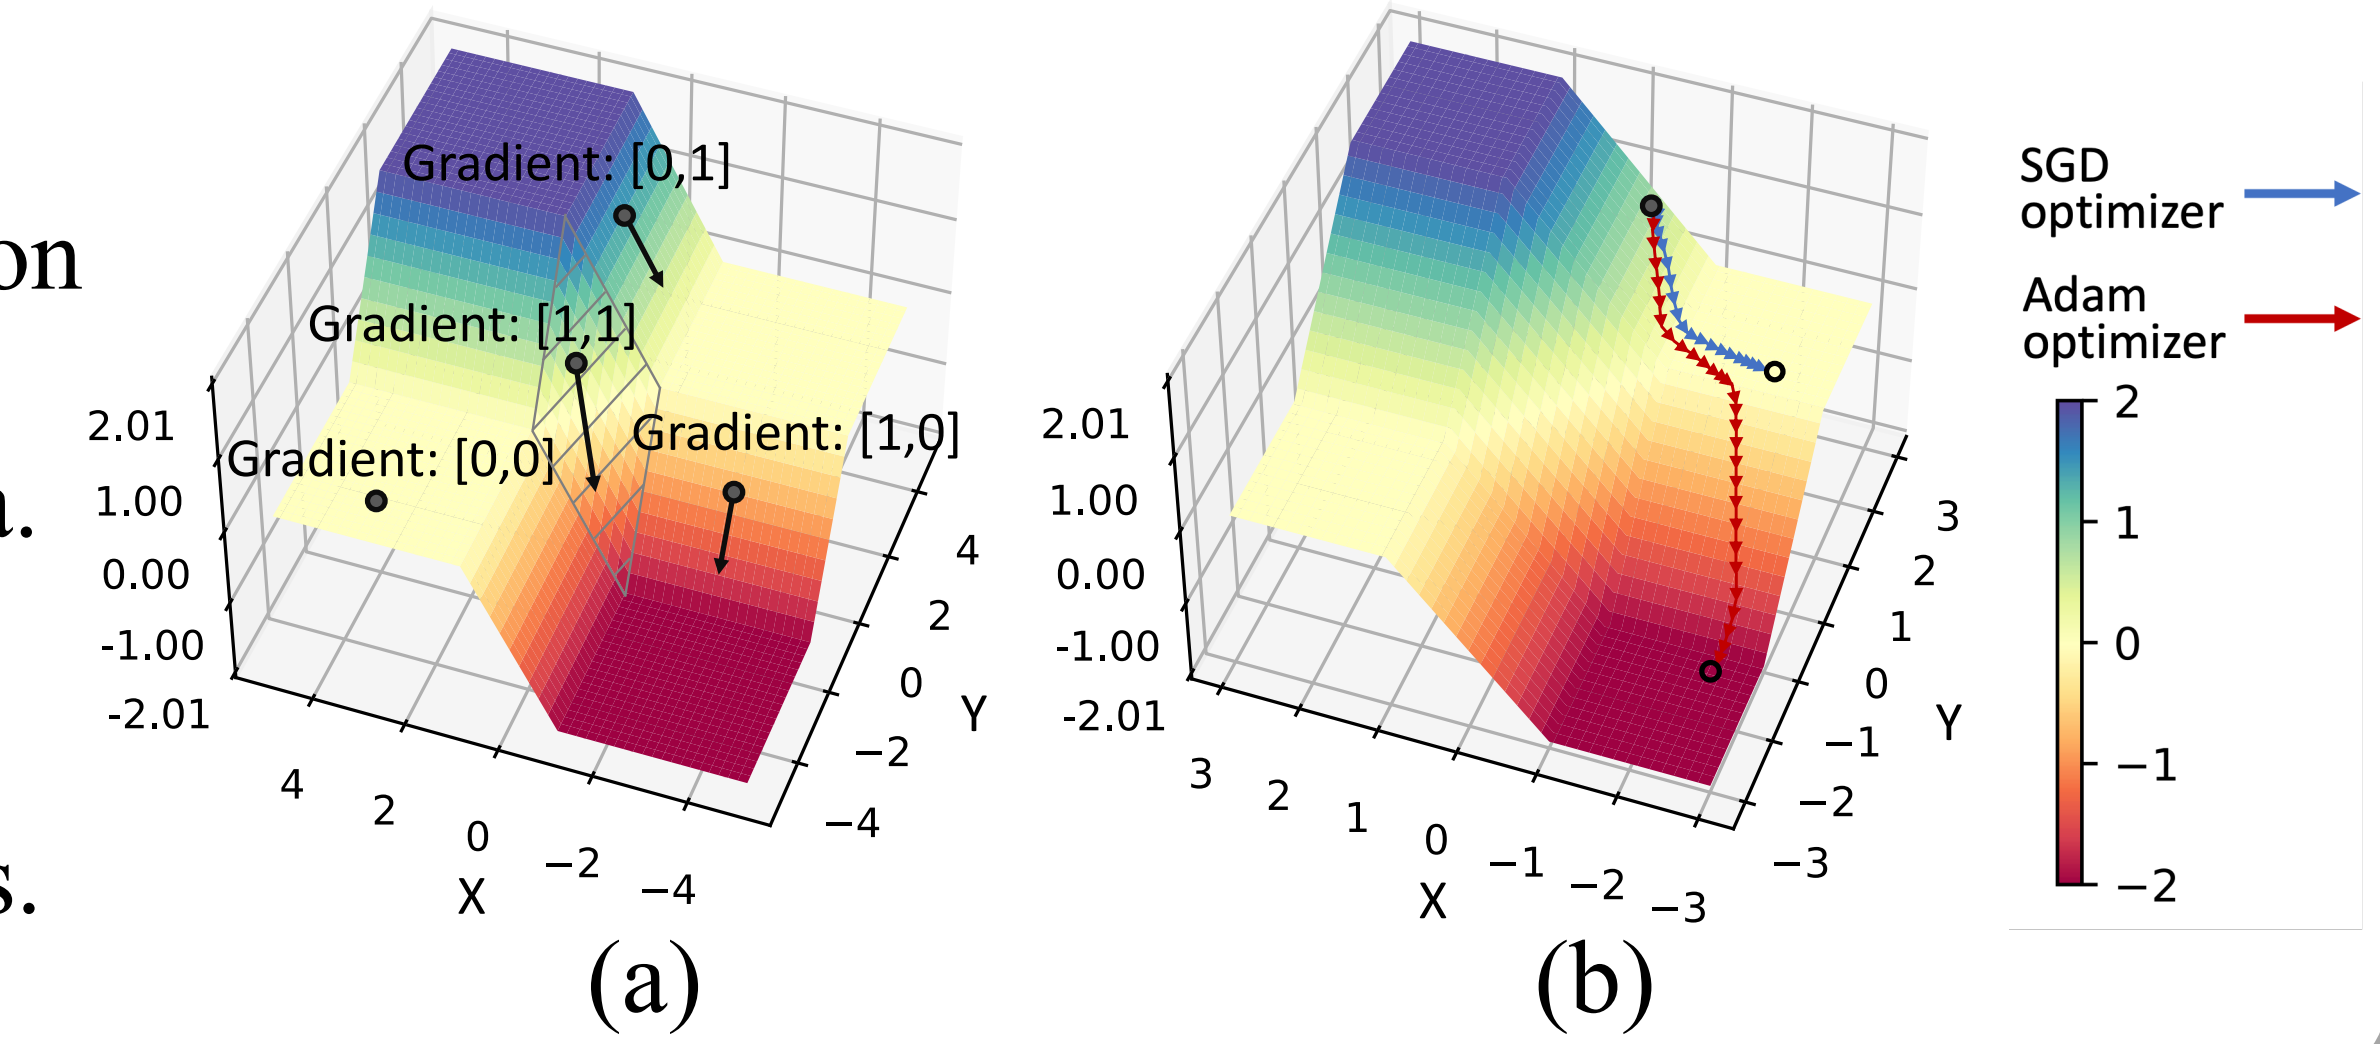 on
a.
s.
Gradient: [0,1]
Gradient: [1,1]
Gradient: [0,0]
Gradient: [1,0]
2.01
1.00
0.00
-1.00
-2.01
4
2
0
−2
−4
X
4
2
0
−2
−4
Y
(a)
2.01
1.00
0.00
-1.00
-2.01
3
2
1
0
−1
−2
−3
X
3
2
1
0
−1
−2
−3
Y
(b)
SGD
optimizer
Adam
optimizer
2
1
0
−1
−2